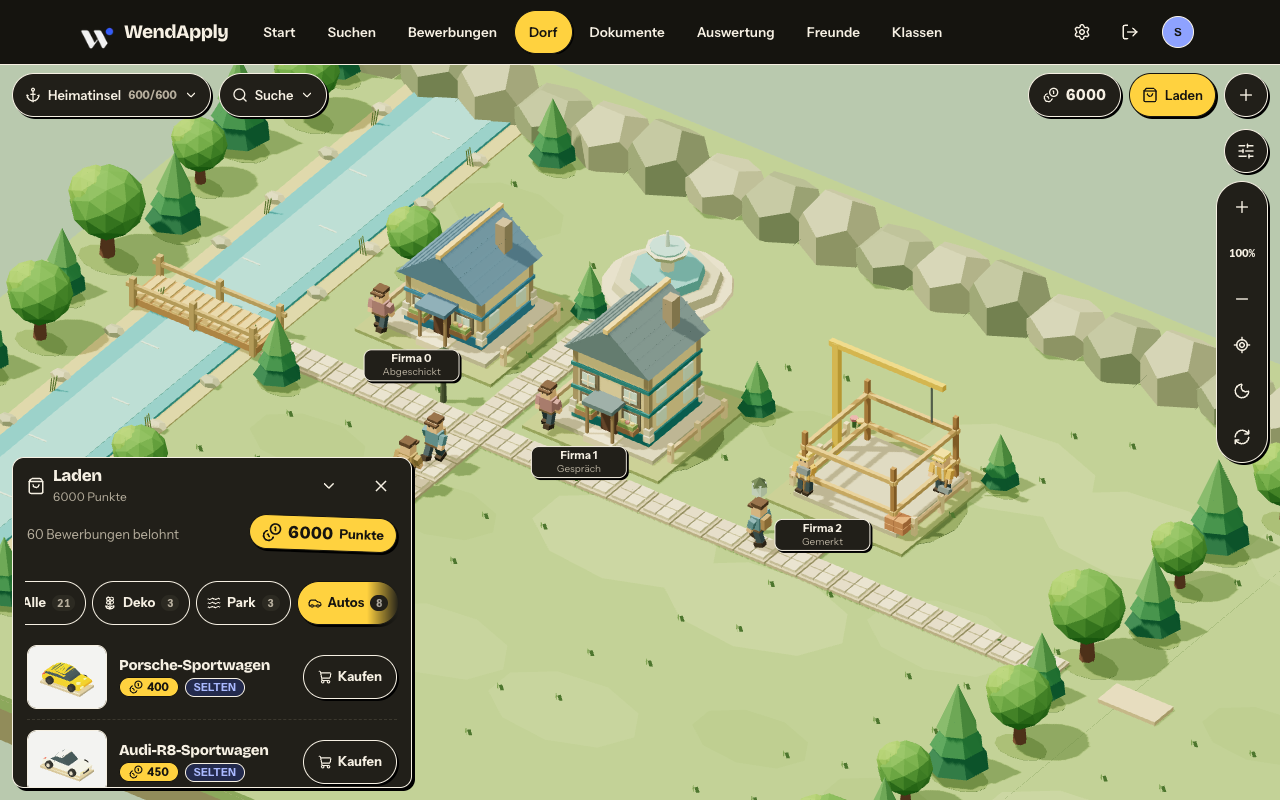 WendApply
Start
Suchen
Bewerbungen
Dorf
Dokumente
Auswertung
Freunde
Klassen
S
Heimatinsel 600/600
Suche
6000
Laden
100%
Firma 0
Abgeschickt
Firma 1
Gespräch
Firma 2
Gemerkt
Laden
6000 Punkte
60 Bewerbungen belohnt
6000 Punkte
Alle 21
Deko 3
Park 3
Autos 8
Porsche-Sportwagen
400 SELTEN
Kaufen
Audi-R8-Sportwagen
450 SELTEN
Kaufen